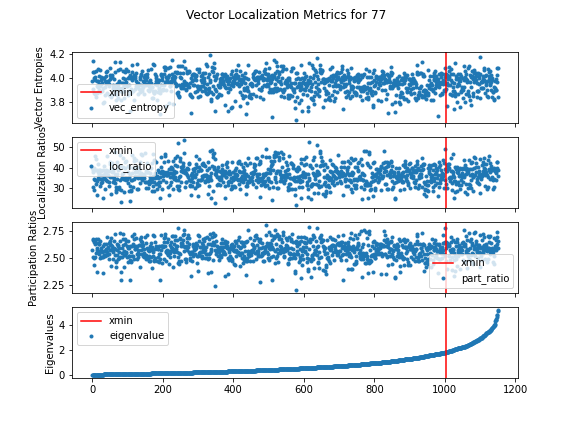 Vector Localization Metrics for 77
Vector Entropies
4.2
4.0
3.8
xmin
vec_entropy
Localization Ratios
50
40
30
xmin
loc_ratio
Participation Ratios
2.75
2.50
2.25
xmin
part_ratio
Eigenvalues
4
2
0
xmin
eigenvalue
0 200 400 600 800 1000 1200